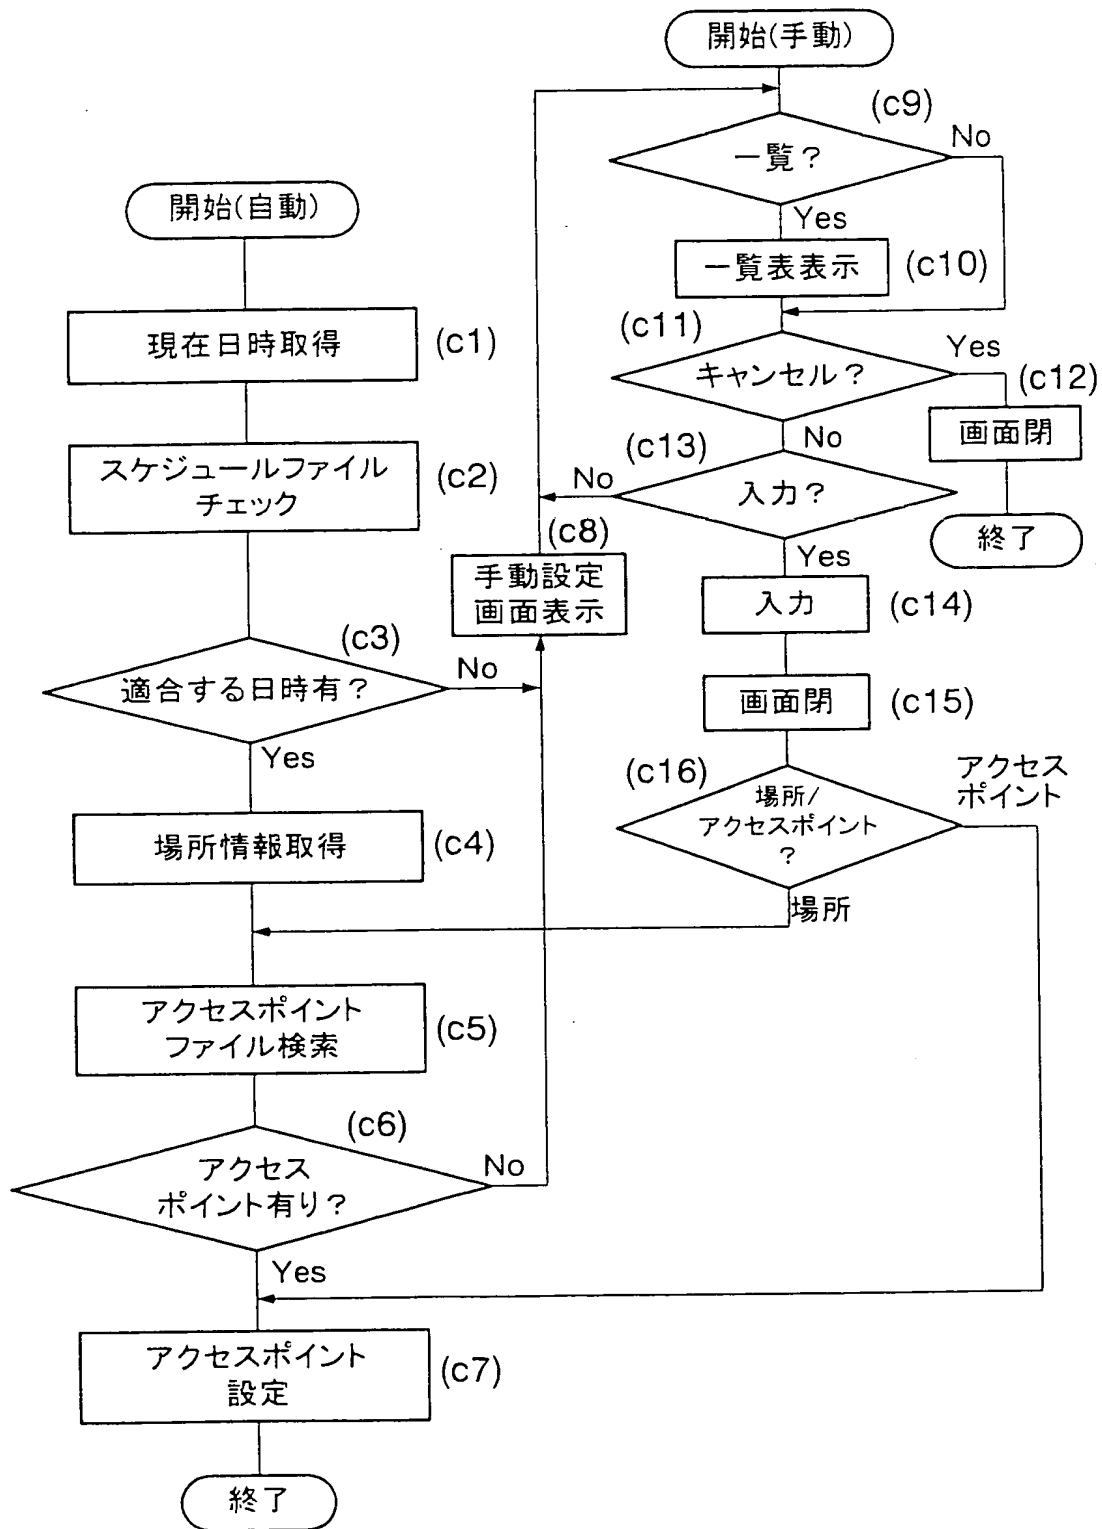 開始(手動)
(c9)
一覧?
No
Yes
一覧表表示
(c10)
(c11)
キャンセル?
Yes
(c12)
画面閉
終了
No
(c13)
入力?
No
Yes
(c8)
手動設定
画面表示
入力
(c14)
画面閉
(c15)
(c16)
場所/
アクセスポイント
?
アクセス
ポイント
場所
開始(自動)
現在日時取得
(c1)
スケジュールファイル
チェック
(c2)
(c3)
適合する日時有?
No
Yes
場所情報取得
(c4)
アクセスポイント
ファイル検索
(c5)
(c6)
アクセス
ポイント有り?
No
Yes
アクセスポイント
設定
(c7)
終了